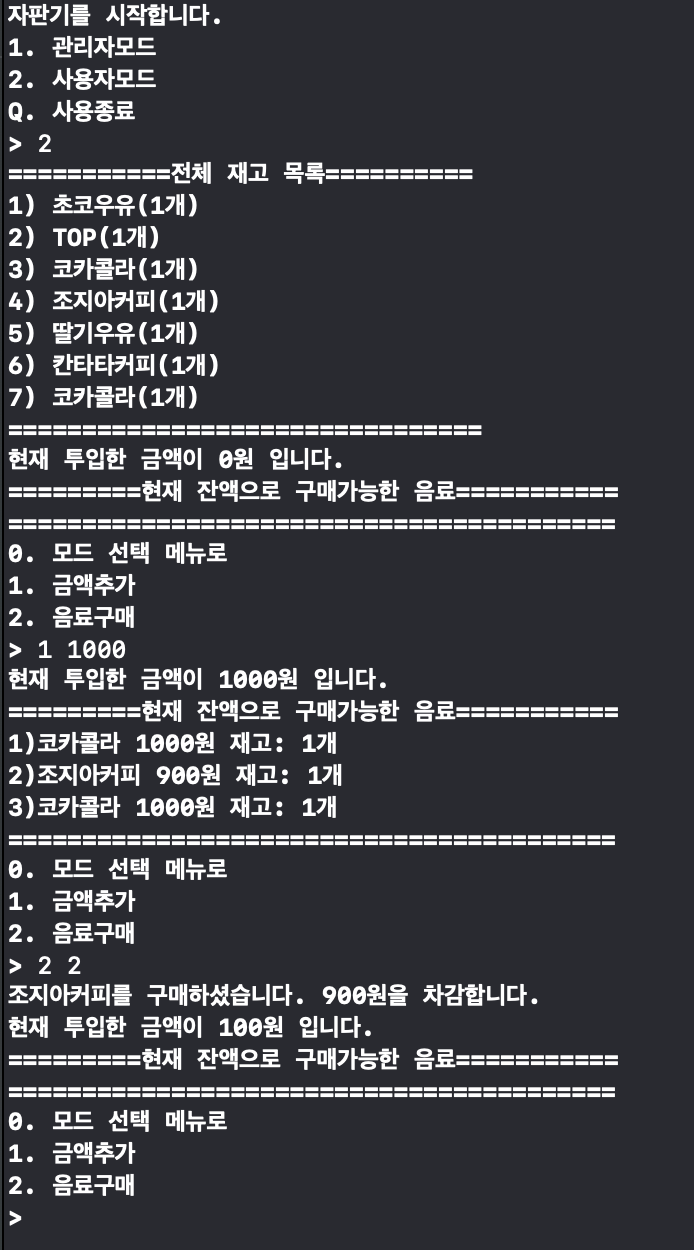 자판기를 시작합니다.
1. 관리자모드
2. 사용자모드
Q. 사용종료
> 2
===========전체 재고 목록==========
1) 초코우유(1개)
2) TOP(1개)
3) 코카콜라(1개)
4) 조지아커피(1개)
5) 딸기우유(1개)
6) 칸타타커피(1개)
7) 코카콜라(1개)
================================
현재 투입한 금액이 0원 입니다.
=========현재 잔액으로 구매가능한 음료===========
=========================================
0. 모드 선택 메뉴로
1. 금액추가
2. 음료구매
> 1 1000
현재 투입한 금액이 1000원 입니다.
=========현재 잔액으로 구매가능한 음료===========
1)코카콜라 1000원 재고: 1개
2)조지아커피 900원 재고: 1개
3)코카콜라 1000원 재고: 1개
=========================================
0. 모드 선택 메뉴로
1. 금액추가
2. 음료구매
> 2 2
조지아커피를 구매하셨습니다. 900원을 차감합니다.
현재 투입한 금액이 100원 입니다.
=========현재 잔액으로 구매가능한 음료===========
=========================================
0. 모드 선택 메뉴로
1. 금액추가
2. 음료구매
>